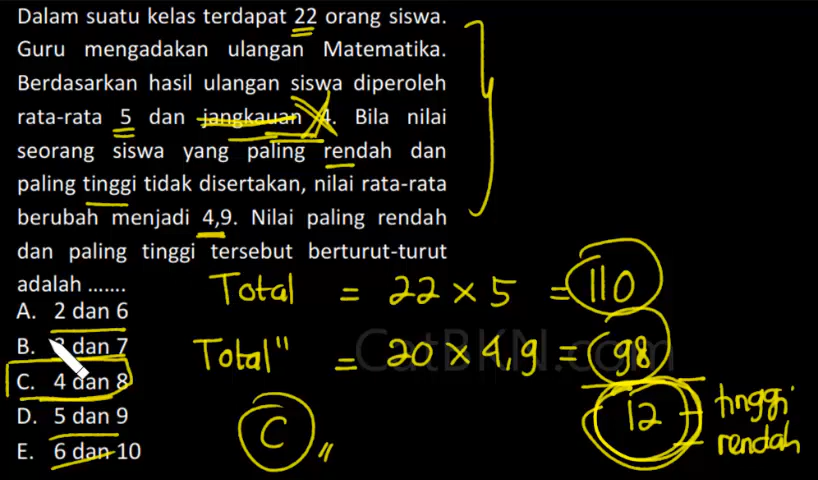 Dalam suatu kelas terdapat 22 orang siswa.
Guru mengadakan ulangan Matematika.
Berdasarkan hasil ulangan siswa diperoleh
rata-rata 5 dan jangkauan 4. Bila nilai
seorang siswa yang paling rendah dan
paling tinggi tidak disertakan, nilai rata-rata
berubah menjadi 4,9. Nilai paling rendah
dan paling tinggi tersebut berturut-turut
adalah .......
A. 2 dan 6
B. 3 dan 7
C. 4 dan 8
D. 5 dan 9
E. 6 dan 10
Total = 22 × 5 = 110
Total" = 20 × 4,9 = 98
12 tinggi
rendah
C //
CatBKN.com